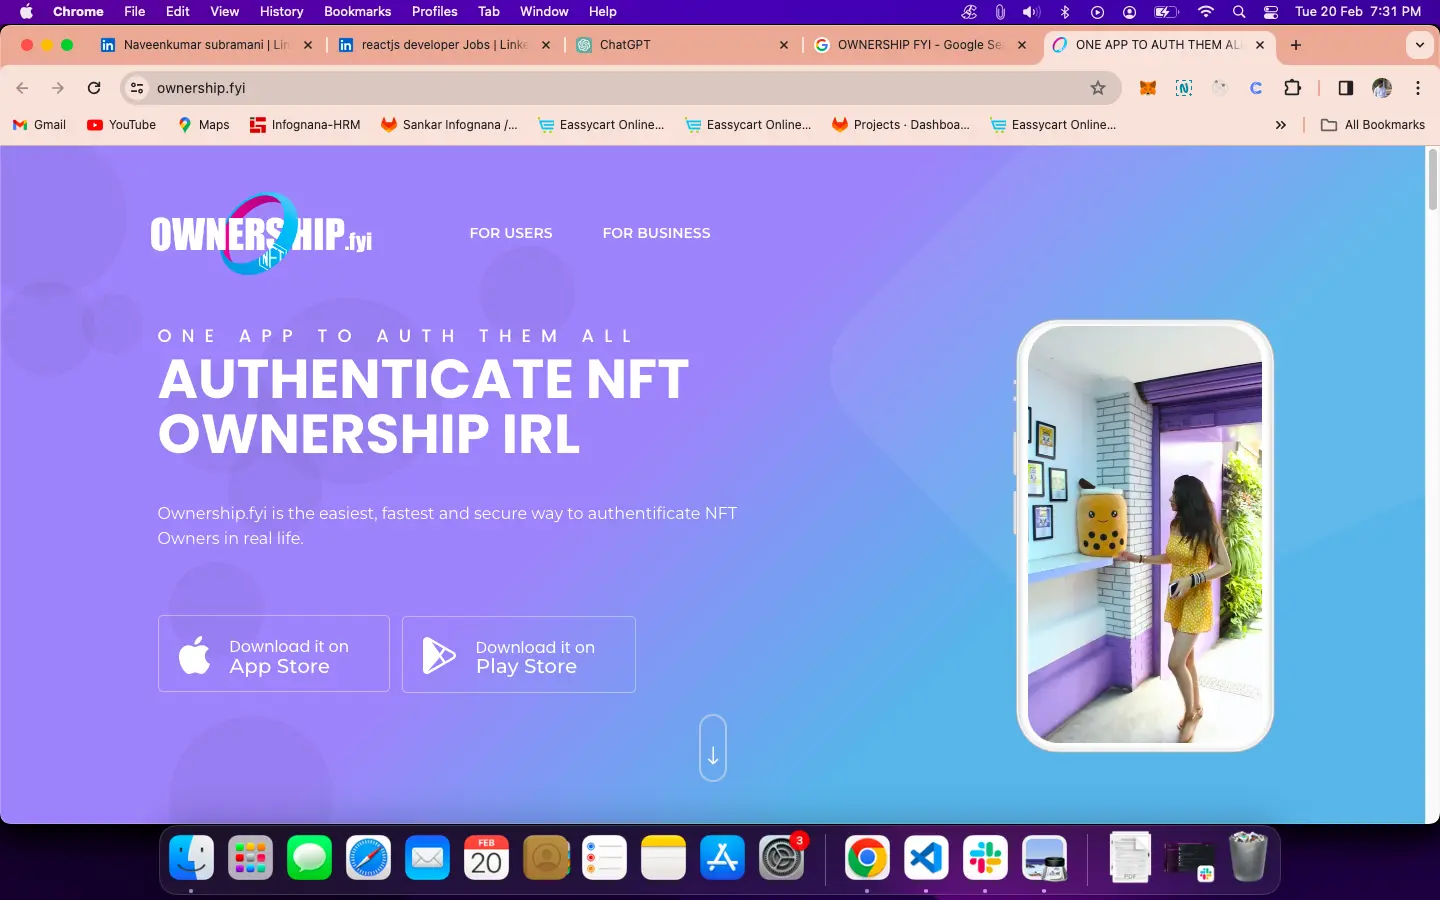 Chrome File Edit View History Bookmarks Profiles Tab Window Help Tue 20 Feb 7:31 PM
Naveenkumar subramani | Lin reactjs developer Jobs | Linke ChatGPT OWNERSHIP FYI - Google Se ONE APP TO AUTH THEM AL
ownership.fyi
Gmail YouTube Maps Infognana-HRM Sankar Infognana /... Eassycart Online... Eassycart Online... Projects · Dashboa... Eassycart Online... All Bookmarks
OWNERSHIP.fyi
NFT
FOR USERS FOR BUSINESS
ONE APP TO AUTH THEM ALL
AUTHENTICATE NFT
OWNERSHIP IRL
Ownership.fyi is the easiest, fastest and secure way to authentificate NFT
Owners in real life.
Download it on
App Store
Download it on
Play Store
FEB
20
3
PDF